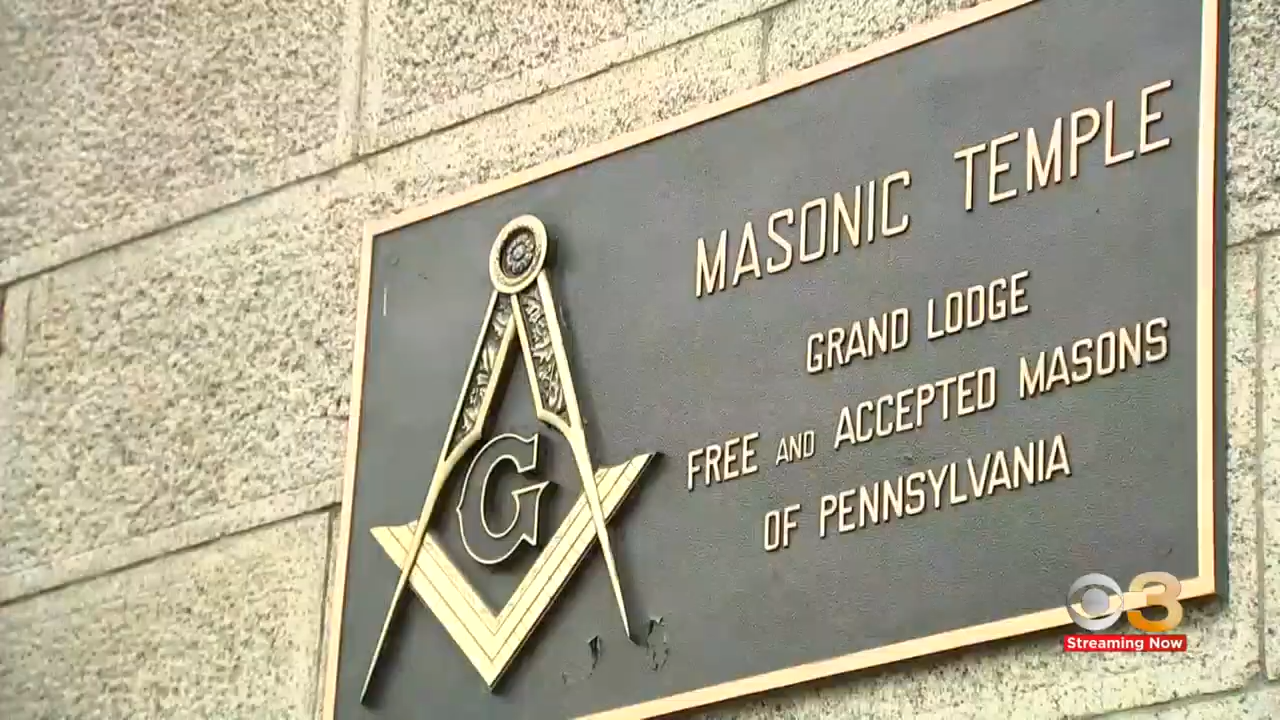 MASONIC TEMPLE
GRAND LODGE
FREE AND ACCEPTED MASONS
OF PENNSYLVANIA
G
3
Streaming Now